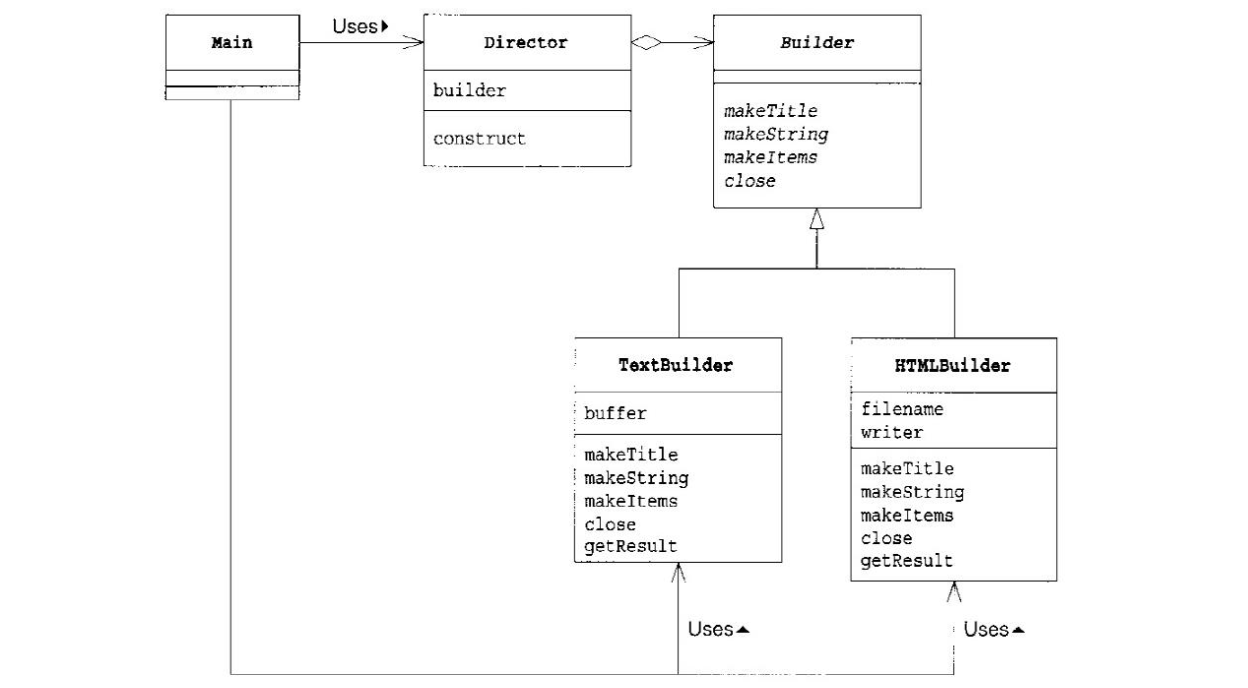 Main
Uses
Director
builder
construct
Builder
makeTitle
makeString
makeItems
close
TextBuilder
buffer
makeTitle
makeString
makeItems
close
getResult
HTMLBuilder
filename
writer
makeTitle
makeString
makeItems
close
getResult
Uses
Uses